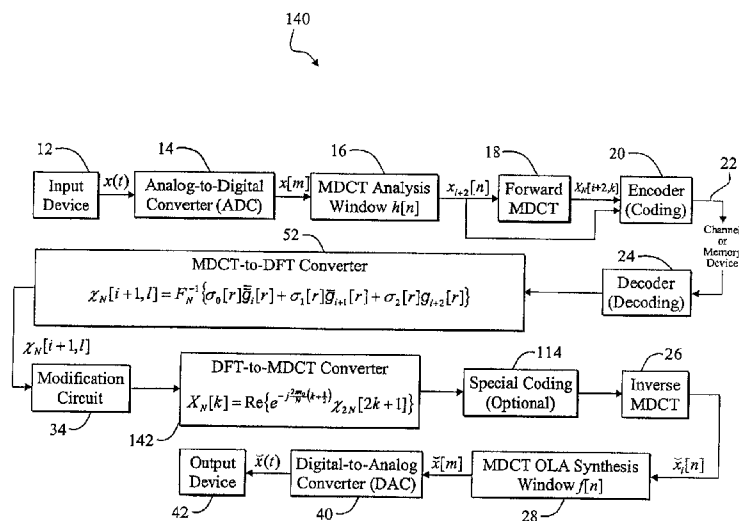 140
12
14
16
18
20
22
Input
Device
x(t)
Analog-to-Digital
Converter (ADC)
x[m]
MDCT Analysis
Window h[n]
x_{i+2}[n]
Forward
MDCT
X_N[i+2,k]
Encoder
(Coding)
Channel
or
Memory
Device
52
MDCT-to-DFT Converter
χ_N[i+1,l] = F_N^{-1}{σ_0[r]g̿_i[r] + σ_1[r]g̃_{i+1}[r] + σ_2[r]g_{i+2}[r]}
24
Decoder
(Decoding)
χ_N[i+1,l]
Modification
Circuit
34
DFT-to-MDCT Converter
X_N[k] = Re{e^{-j\frac{2πn_0}{N}(k+\frac{1}{2})} χ_{2N}[2k+1]}
142
114
Special Coding
(Optional)
26
Inverse
MDCT
x̆_i[n]
MDCT OLA Synthesis
Window f[n]
28
x̆[m]
Digital-to-Analog
Converter (DAC)
40
x̆(t)
Output
Device
42